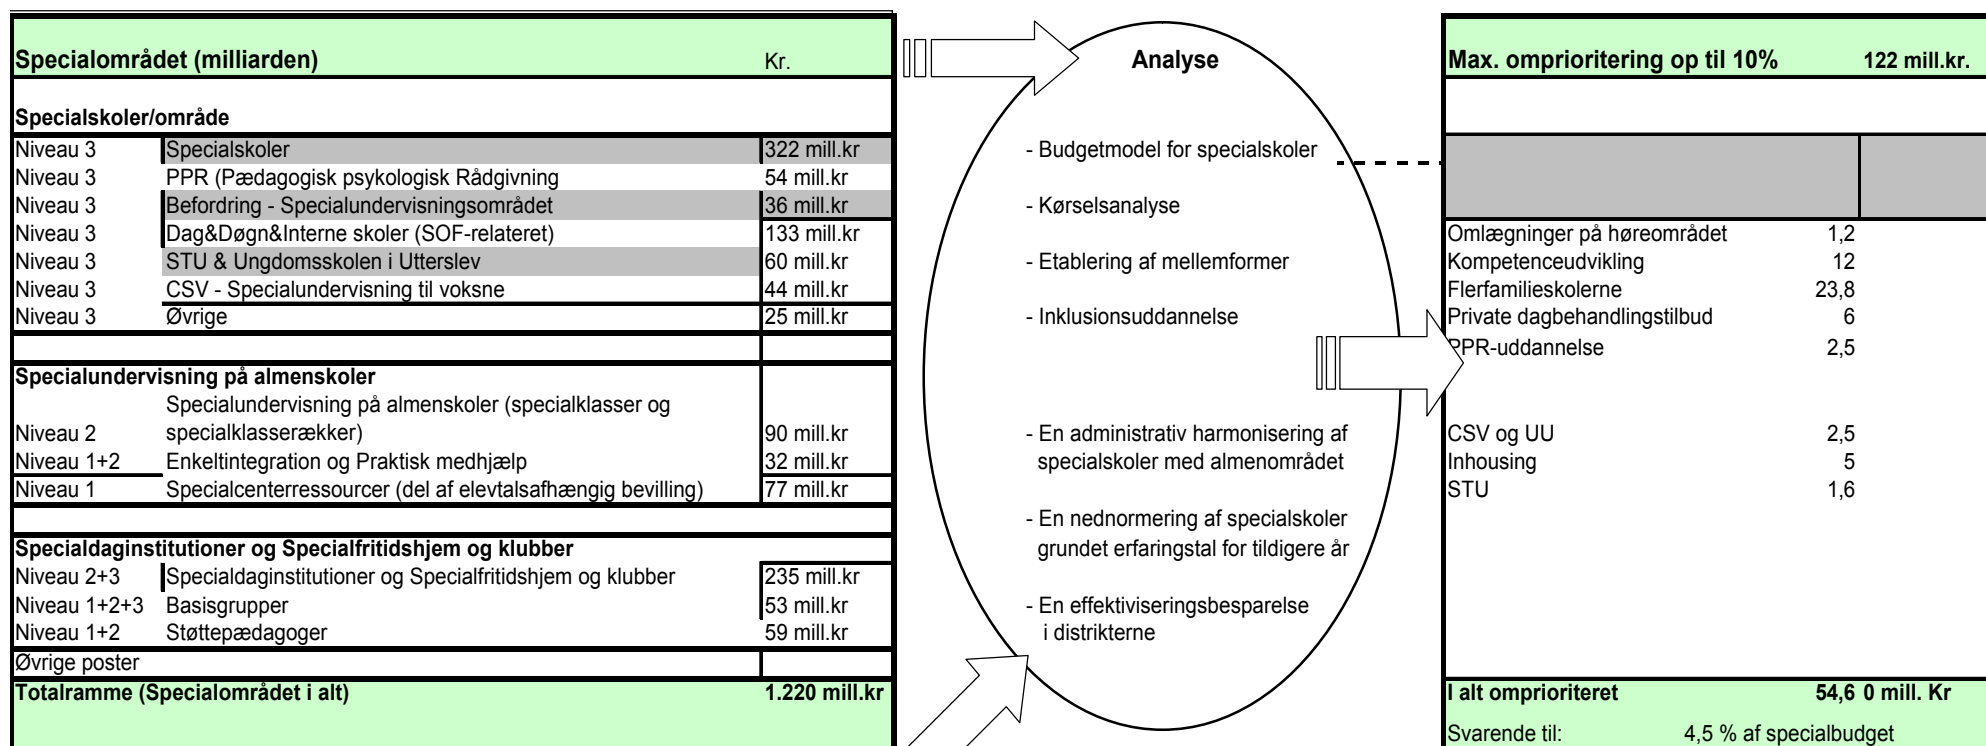 Specialområdet (milliarden) Kr.
Specialskoler/område
Niveau 3 Specialskoler 322 mill.kr
Niveau 3 PPR (Pædagogisk psykologisk Rådgivning 54 mill.kr
Niveau 3 Befordring - Specialundervisningsområdet 36 mill.kr
Niveau 3 Dag&Døgn&Interne skoler (SOF-relateret) 133 mill.kr
Niveau 3 STU & Ungdomsskolen i Utterslev 60 mill.kr
Niveau 3 CSV - Specialundervisning til voksne 44 mill.kr
Niveau 3 Øvrige 25 mill.kr
Specialundervisning på almenskoler
Specialundervisning på almenskoler (specialklasser og
Niveau 2 specialklasserækker) 90 mill.kr
Niveau 1+2 Enkeltintegration og Praktisk medhjælp 32 mill.kr
Niveau 1 Specialcenterressourcer (del af elevtalsafhængig bevilling) 77 mill.kr
Specialdaginstitutioner og Specialfritidshjem og klubber
Niveau 2+3 Specialdaginstitutioner og Specialfritidshjem og klubber 235 mill.kr
Niveau 1+2+3 Basisgrupper 53 mill.kr
Niveau 1+2 Støttepædagoger 59 mill.kr
Øvrige poster
Totalramme (Specialområdet i alt) 1.220 mill.kr
Analyse
- Budgetmodel for specialskoler
- Kørselsanalyse
- Etablering af mellemformer
- Inklusionsuddannelse
- En administrativ harmonisering af
specialskoler med almenområdet
- En nednormering af specialskoler
grundet erfaringstal for tildigere år
- En effektiviseringsbesparelse
i distrikterne
Max. omprioritering op til 10% 122 mill.kr.
Omlægninger på høreområdet 1,2
Kompetenceudvikling 12
Flerfamilieskolerne 23,8
Private dagbehandlingstilbud 6
PPR-uddannelse 2,5
CSV og UU 2,5
Inhousing 5
STU 1,6
I alt omprioriteret 54,6 0 mill. Kr
Svarende til: 4,5 % af specialbudget